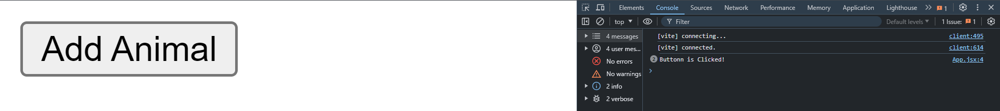 Add Animal
Elements Console Sources Network Performance Memory Application Lighthouse 1
top Filter Default levels 1 Issue: 1
4 messages
4 user mes...
No errors
No warnings
2 info
2 verbose
[vite] connecting... client:495
[vite] connected. client:614
2 Buttonn is Clicked! App.jsx:4